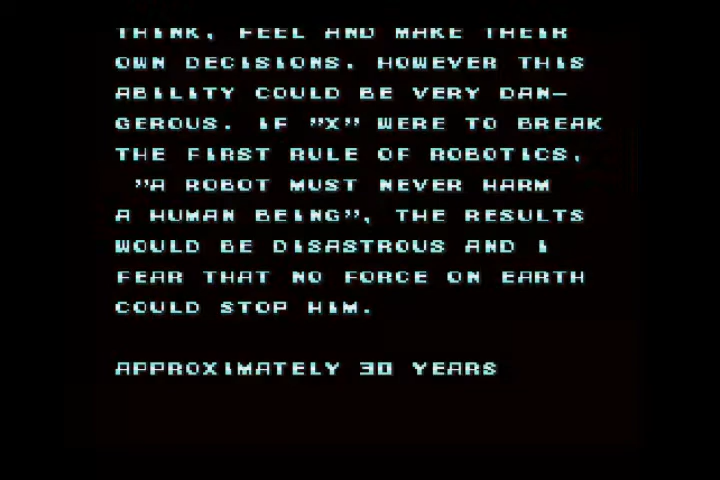 THINK, FEEL AND MAKE THEIR
OWN DECISIONS. HOWEVER THIS
ABILITY COULD BE VERY DAN-
GEROUS. IF "X" WERE TO BREAK
THE FIRST RULE OF ROBOTICS,
"A ROBOT MUST NEVER HARM
A HUMAN BEING", THE RESULTS
WOULD BE DISASTROUS AND I
FEAR THAT NO FORCE ON EARTH
COULD STOP HIM.
APPROXIMATELY 30 YEARS